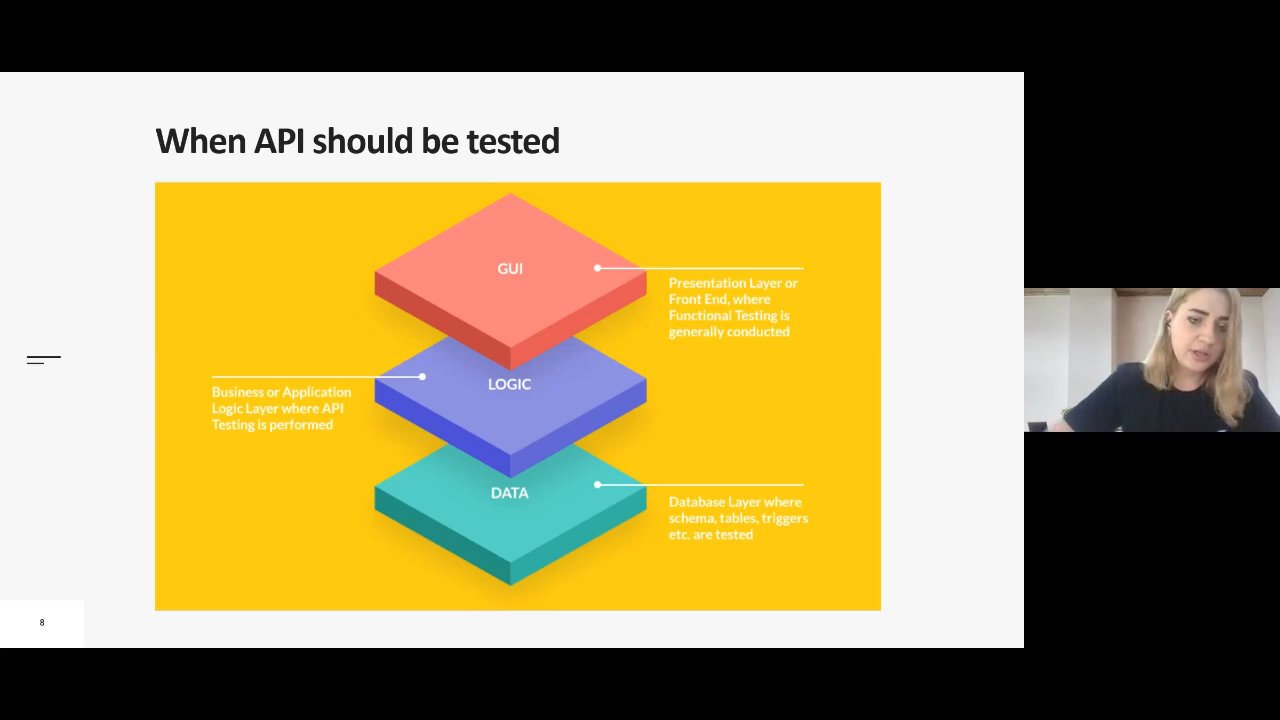 When API should be tested
GUI
Presentation Layer or
Front End, where
Functional Testing is
generally conducted
LOGIC
Business or Application
Logic Layer where API
Testing is performed
DATA
Database Layer where
schema, tables, triggers
etc. are tested
8